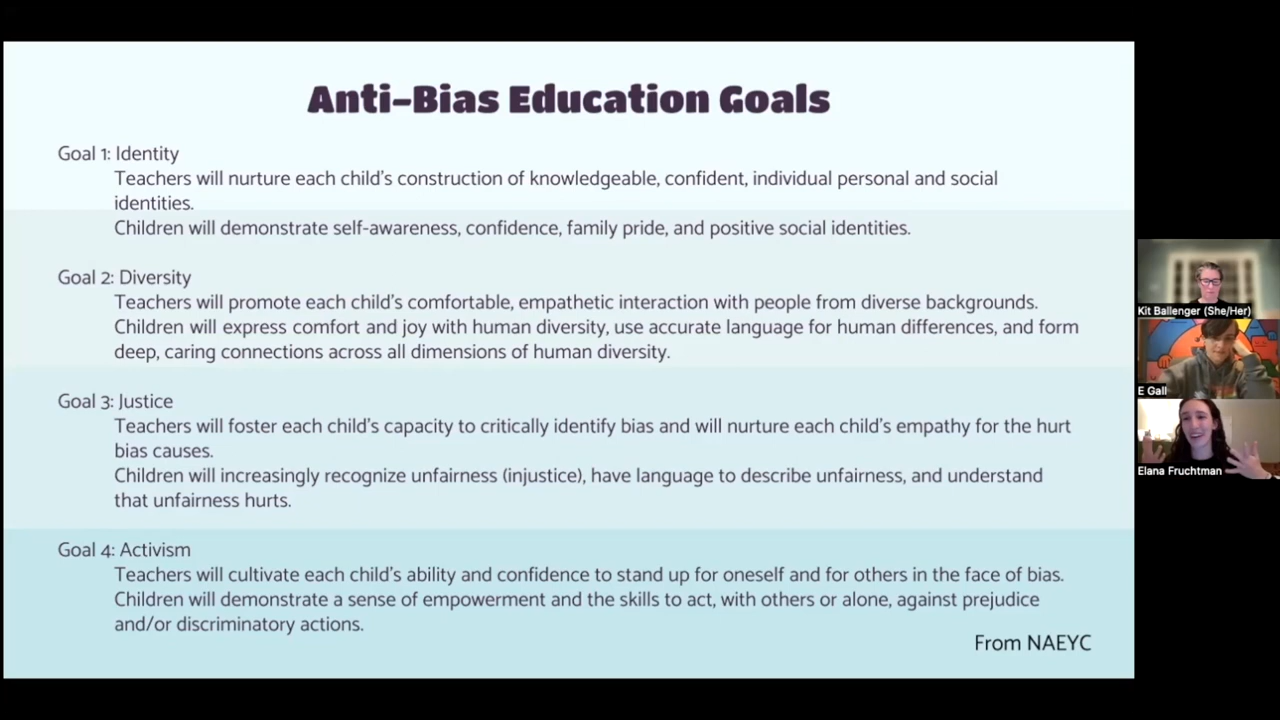 Anti-Bias Education Goals
Goal 1: Identity
Teachers will nurture each child's construction of knowledgeable, confident, individual personal and social
identities.
Children will demonstrate self-awareness, confidence, family pride, and positive social identities.
Goal 2: Diversity
Teachers will promote each child's comfortable, empathetic interaction with people from diverse backgrounds.
Children will express comfort and joy with human diversity, use accurate language for human differences, and form
deep, caring connections across all dimensions of human diversity.
Goal 3: Justice
Teachers will foster each child's capacity to critically identify bias and will nurture each child's empathy for the hurt
bias causes.
Children will increasingly recognize unfairness (injustice), have language to describe unfairness, and understand
that unfairness hurts.
Goal 4: Activism
Teachers will cultivate each child's ability and confidence to stand up for oneself and for others in the face of bias.
Children will demonstrate a sense of empowerment and the skills to act, with others or alone, against prejudice
and/or discriminatory actions.
From NAEYC
Kit Ballenger (She/Her)
E Gall
Elana Fruchtman